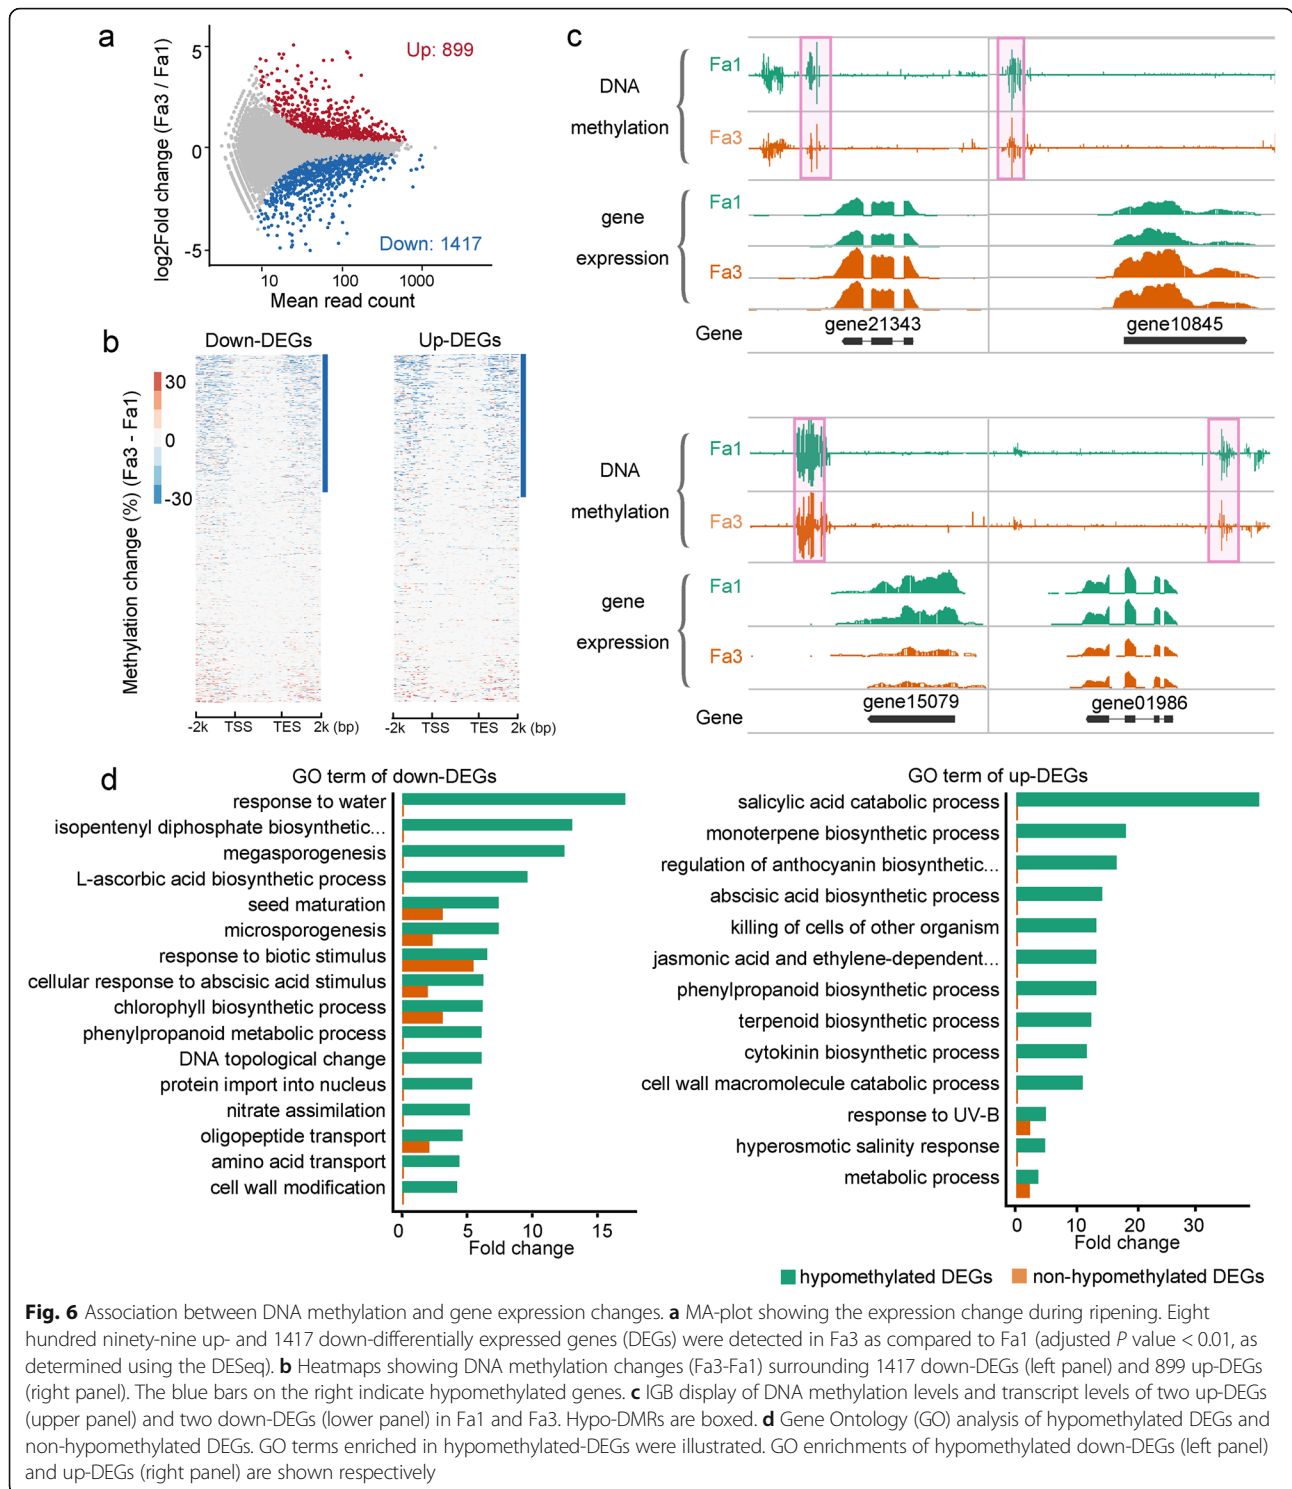 a
5
0
-5
log2Fold change (Fa3 / Fa1)
Up: 899
Down: 1417
10 100 1000
Mean read count
b
Down-DEGs Up-DEGs
Methylation change (%) (Fa3 - Fa1)
30
0
-30
-2k TSS TES 2k (bp)
-2k TSS TES 2k (bp)
c
DNA
methylation
Fa1
Fa3
gene
expression
Fa1
Fa3
Gene
gene21343 gene10845
DNA
methylation
Fa1
Fa3
gene
expression
Fa1
Fa3
Gene
gene15079 gene01986
d
GO term of down-DEGs
response to water
isopentenyl diphosphate biosynthetic...
megasporogenesis
L-ascorbic acid biosynthetic process
seed maturation
microsporogenesis
response to biotic stimulus
cellular response to abscisic acid stimulus
chlorophyll biosynthetic process
phenylpropanoid metabolic process
DNA topological change
protein import into nucleus
nitrate assimilation
oligopeptide transport
amino acid transport
cell wall modification
0 5 10 15
Fold change
GO term of up-DEGs
salicylic acid catabolic process
monoterpene biosynthetic process
regulation of anthocyanin biosynthetic...
abscisic acid biosynthetic process
killing of cells of other organism
jasmonic acid and ethylene-dependent...
phenylpropanoid biosynthetic process
terpenoid biosynthetic process
cytokinin biosynthetic process
cell wall macromolecule catabolic process
response to UV-B
hyperosmotic salinity response
metabolic process
0 10 20 30
Fold change
hypomethylated DEGs non-hypomethylated DEGs
Fig. 6 Association between DNA methylation and gene expression changes. a MA-plot showing the expression change during ripening. Eight
hundred ninety-nine up- and 1417 down-differentially expressed genes (DEGs) were detected in Fa3 as compared to Fa1 (adjusted P value < 0.01, as
determined using the DESeq). b Heatmaps showing DNA methylation changes (Fa3-Fa1) surrounding 1417 down-DEGs (left panel) and 899 up-DEGs
(right panel). The blue bars on the right indicate hypomethylated genes. c IGB display of DNA methylation levels and transcript levels of two up-DEGs
(upper panel) and two down-DEGs (lower panel) in Fa1 and Fa3. Hypo-DMRs are boxed. d Gene Ontology (GO) analysis of hypomethylated DEGs and
non-hypomethylated DEGs. GO terms enriched in hypomethylated-DEGs were illustrated. GO enrichments of hypomethylated down-DEGs (left panel)
and up-DEGs (right panel) are shown respectively